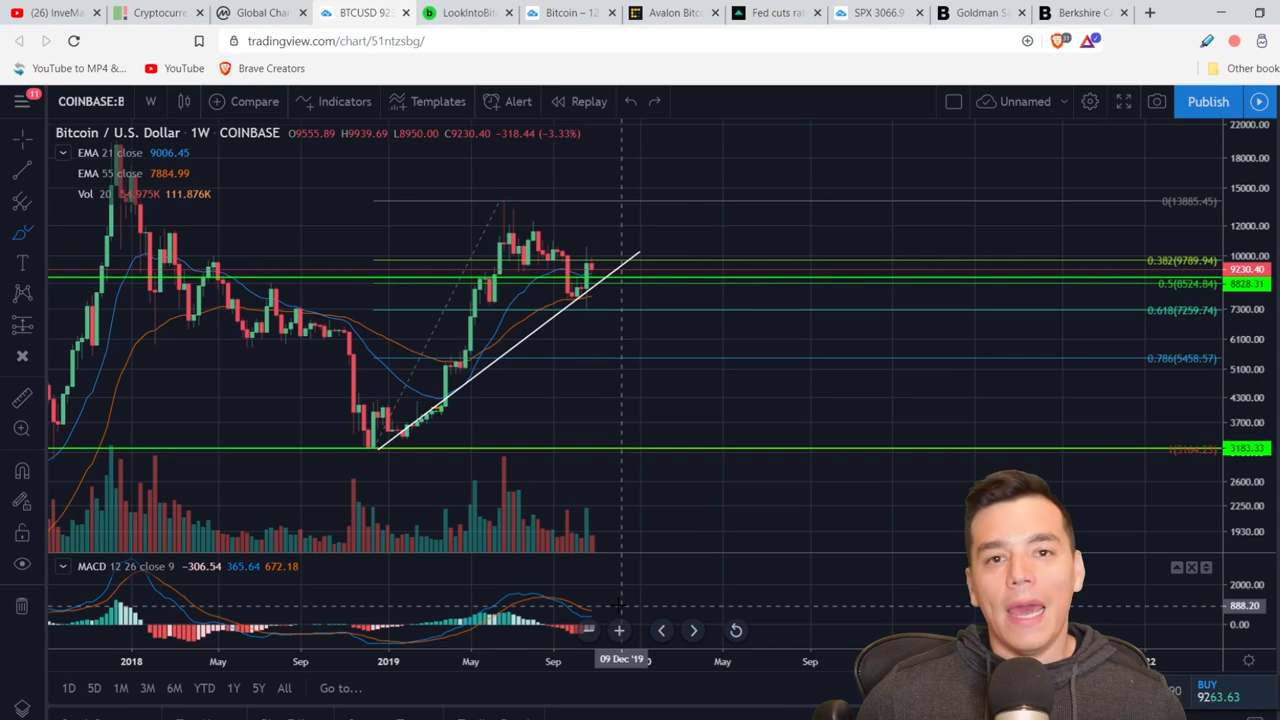 (26) InveMa
Cryptocurre
Global Char
BTCUSD 923
LookIntoBit
Bitcoin – 12
Avalon Bitco
Fed cuts rat
SPX 3066.9
Goldman Sa
Berkshire C
tradingview.com/chart/51ntzsbg/
YouTube to MP4 &...
YouTube
Brave Creators
Other book
11
COINBASE:B
W
Compare
Indicators
Templates
Alert
Replay
Unnamed
Publish
Bitcoin / U.S. Dollar · 1W · COINBASE O9555.89 H9939.69 L8950.00 C9230.40 −318.44 (−3.33%)
EMA 21 close 9006.45
EMA 55 close 7884.99
Vol 20 54.975K 111.876K
22000.00
18000.00
15000.00
0(13885.45)
12000.00
10000.00
0.382(9789.94)
9230.40
0.5(8524.84)
8828.31
0.618(7259.74)
7300.00
6100.00
0.786(5458.57)
5100.00
4300.00
3700.00
3183.33
2600.00
2250.00
1930.00
MACD 12 26 close 9 −306.54 365.64 672.18
2000.00
888.20
0.00
2018
May
Sep
2019
May
Sep
09 Dec '19
May
Sep
1D 5D 1M 3M 6M YTD 1Y 5Y All Go to...
BUY
9263.63